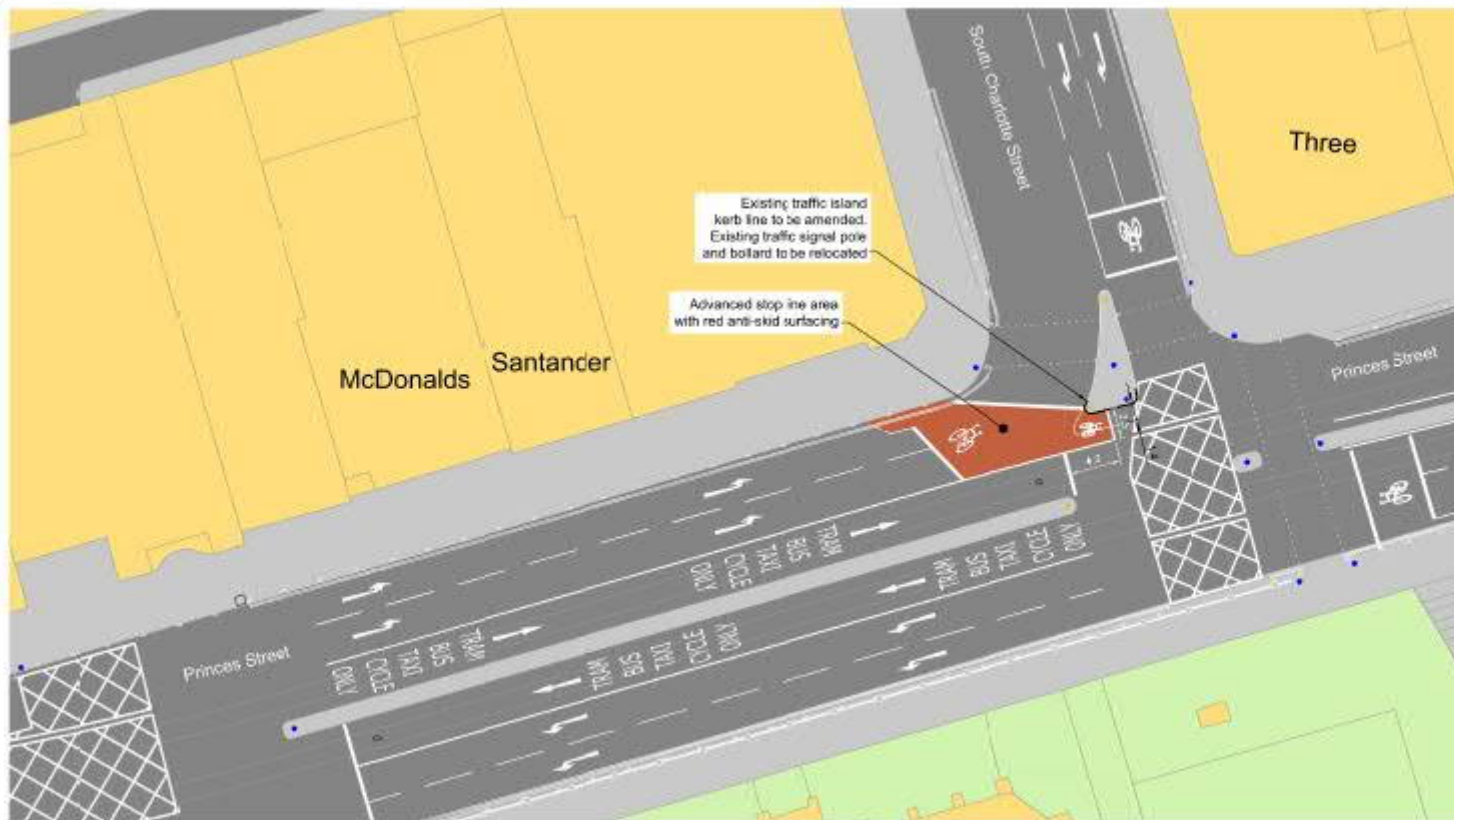 South Charlotte Street
Three
Existing traffic island
kerb line to be amended.
Existing traffic signal pole
and bollard to be relocated
Advanced stop line area
with red anti-skid surfacing
McDonalds
Santander
Princes Street
TRAM
BUS
TAXI
CYCLE
ONLY
ONLY
CYCLE
TAXI
BUS
TRAM
Princes Street
TRAM
BUS
TAXI
CYCLE
ONLY
ONLY
CYCLE
TAXI
BUS
TRAM